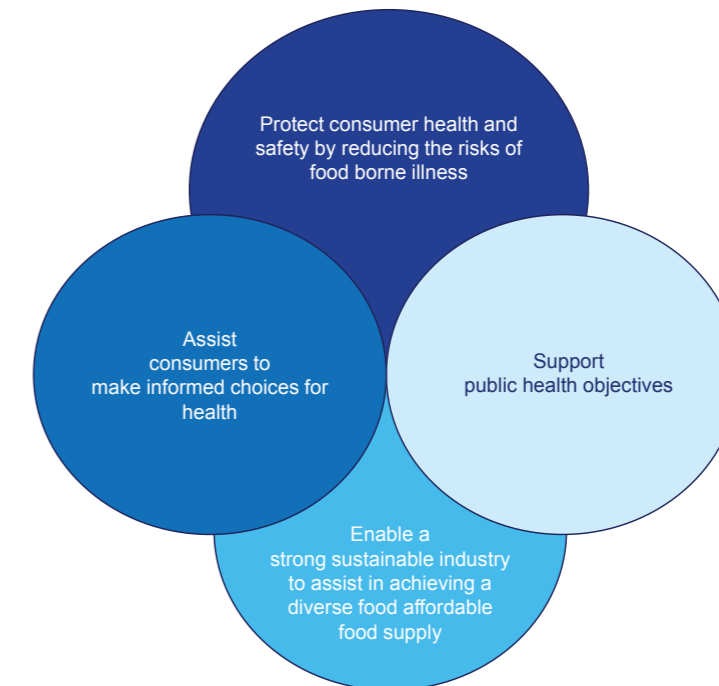 Protect consumer health and
safety by reducing the risks of
food borne illness
Assist
consumers to
make informed choices for
health
Support
public health objectives
Enable a
strong sustainable industry
to assist in achieving a
diverse food affordable
food supply